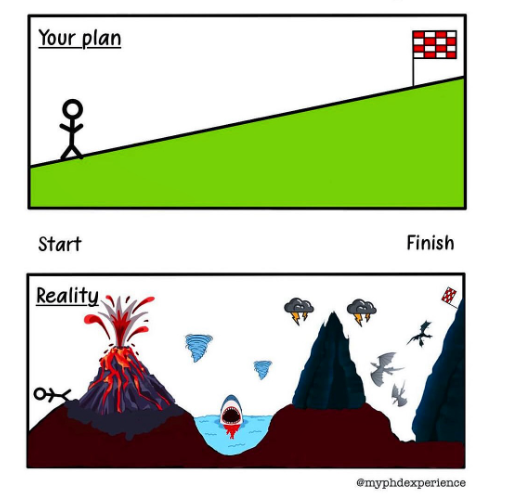 Your plan
Start
Finish
Reality
@myphdexperience